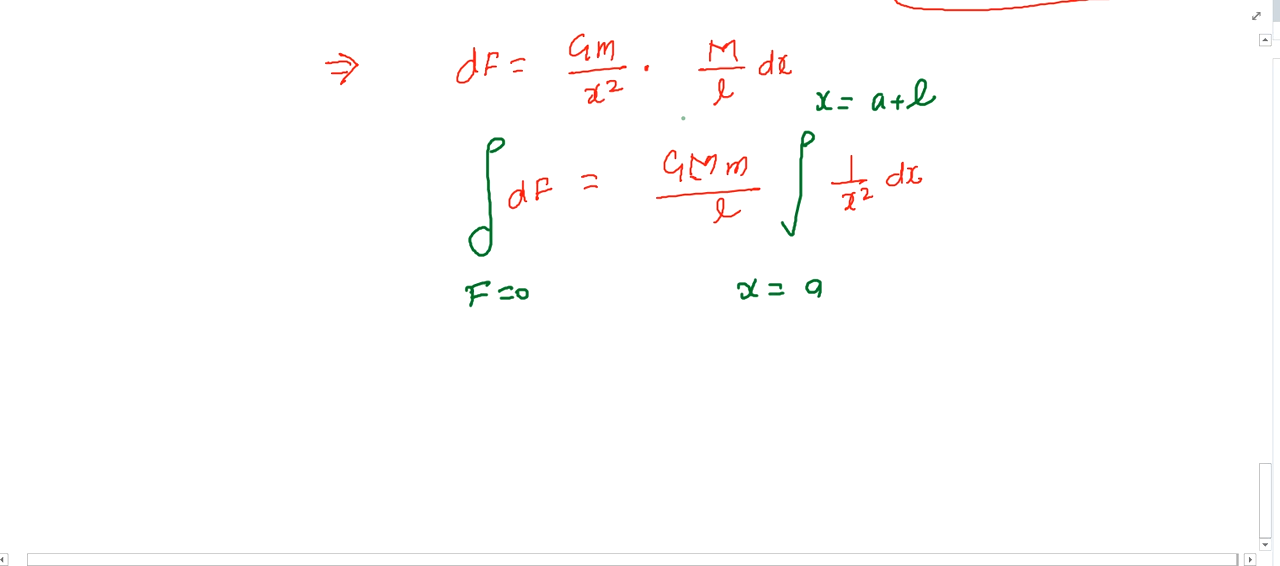 ⇒ dF = Gm/x² · M/l dx
x = a+l
∫ dF = GMm/l ∫ 1/x² dx
F=0 x = a